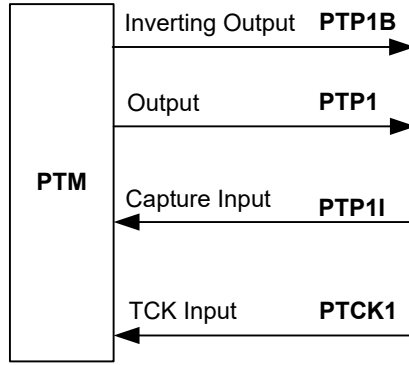 Inverting Output PTP1B
Output PTP1
PTM
Capture Input PTP1I
TCK Input PTCK1